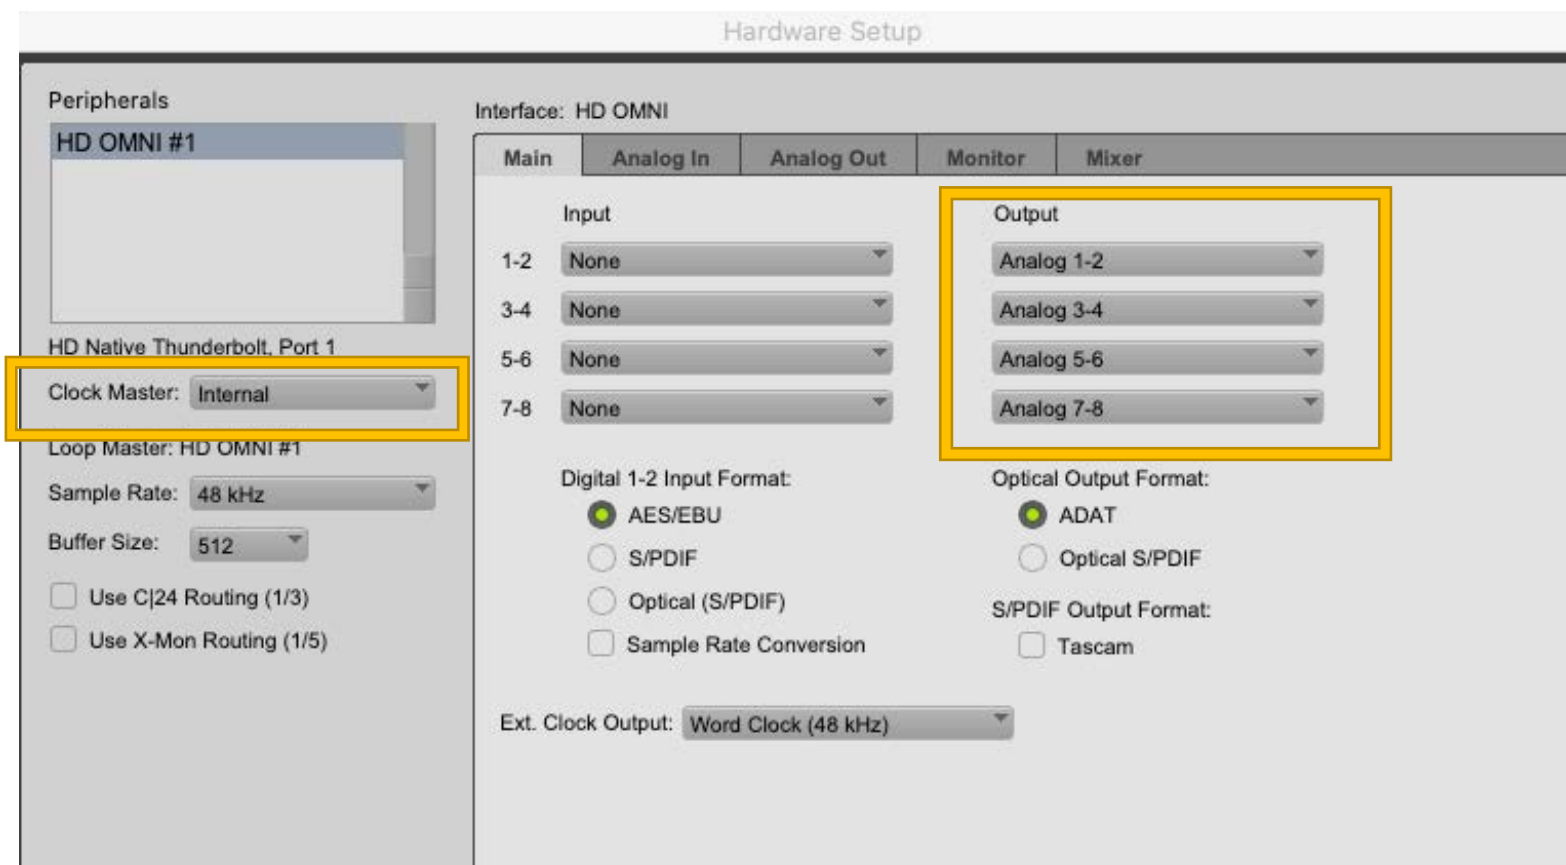 Hardware Setup
Peripherals
HD OMNI #1
HD Native Thunderbolt, Port 1
Clock Master: Internal
Loop Master: HD OMNI #1
Sample Rate: 48 kHz
Buffer Size: 512
Use C|24 Routing (1/3)
Use X-Mon Routing (1/5)
Interface: HD OMNI
Main Analog In Analog Out Monitor Mixer
Input Output
1-2 None Analog 1-2
3-4 None Analog 3-4
5-6 None Analog 5-6
7-8 None Analog 7-8
Digital 1-2 Input Format:
AES/EBU
S/PDIF
Optical (S/PDIF)
Sample Rate Conversion
Optical Output Format:
ADAT
Optical S/PDIF
S/PDIF Output Format:
Tascam
Ext. Clock Output: Word Clock (48 kHz)